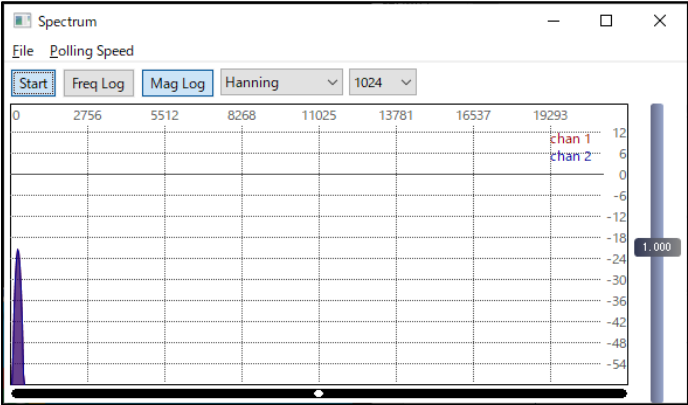 Spectrum
File Polling Speed
Start Freq Log Mag Log Hanning 1024
0 2756 5512 8268 11025 13781 16537 19293
12
chan 1
6
chan 2
0
-6
-12
-18
1.000
-24
-30
-36
-42
-48
-54